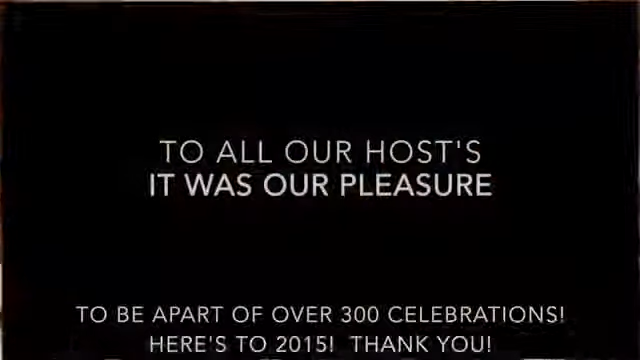 TO ALL OUR HOST'S
IT WAS OUR PLEASURE
TO BE APART OF OVER 300 CELEBRATIONS!
HERE'S TO 2015!  THANK YOU!